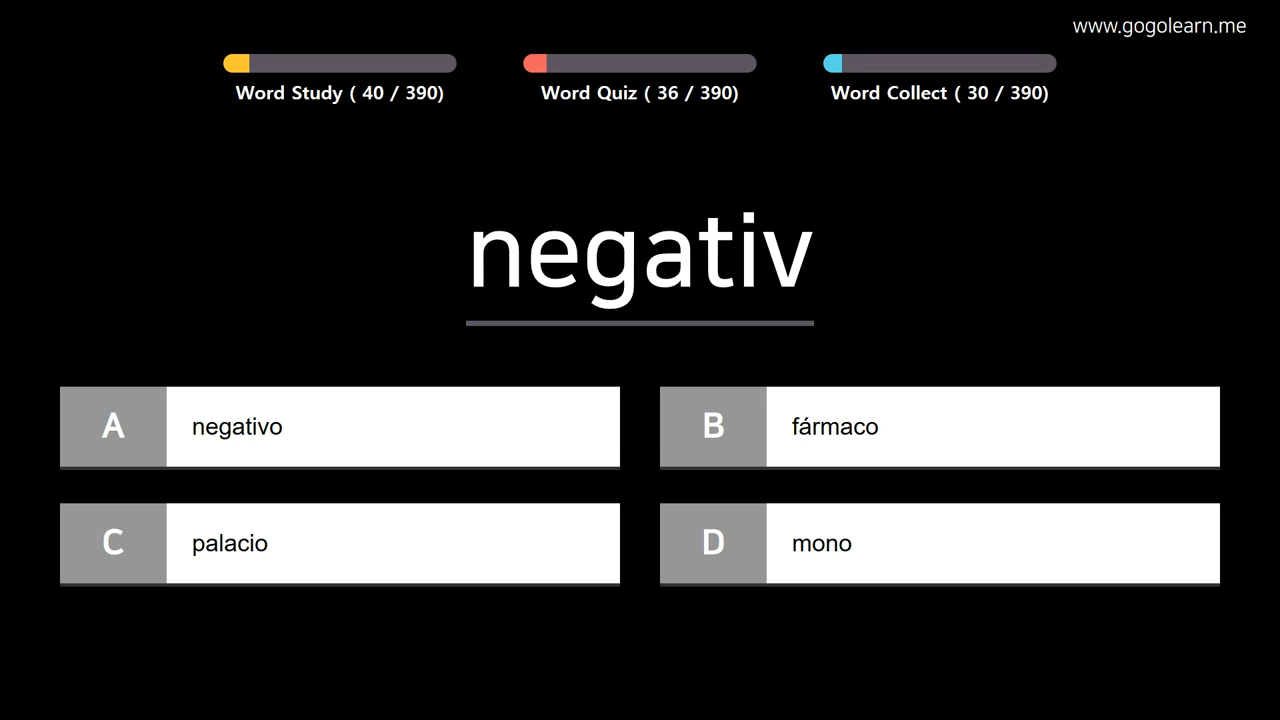 www.gogolearn.me
Word Study ( 40 / 390)
Word Quiz ( 36 / 390)
Word Collect ( 30 / 390)
negativ
A negativo
B fármaco
C palacio
D mono